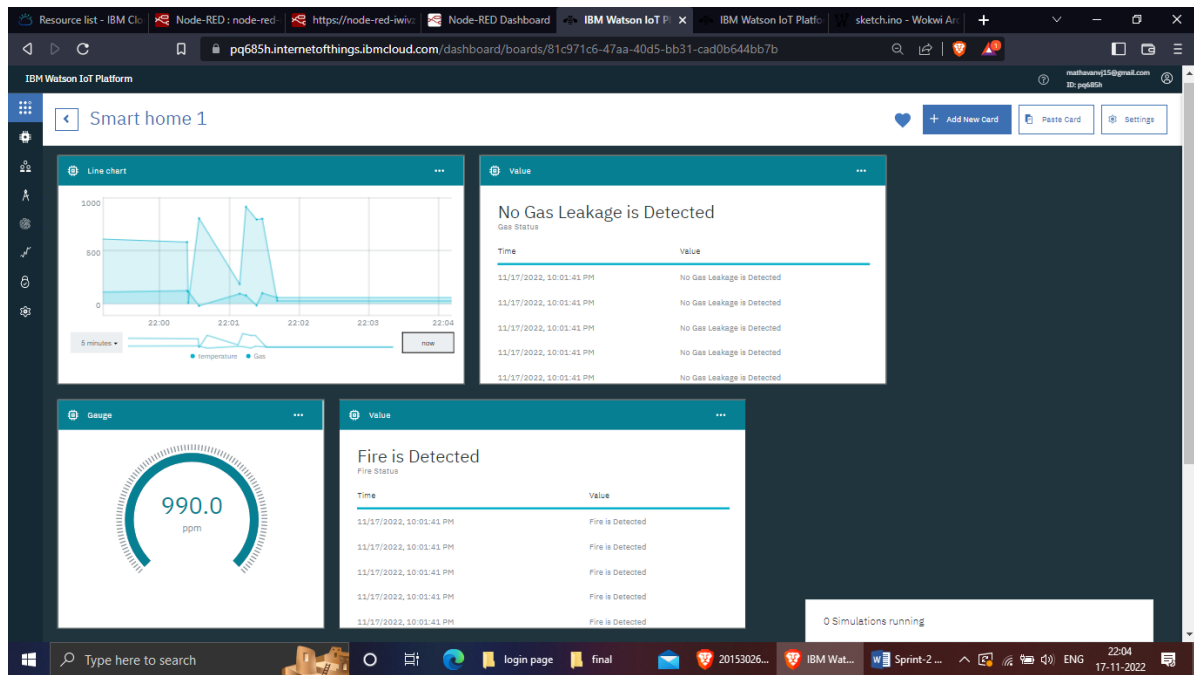 Resource list - IBM Clo
Node-RED : node-red-
https://node-red-iwivz
Node-RED Dashboard
IBM Watson IoT Pl
IBM Watson IoT Platfo
sketch.ino - Wokwi Ard
pq685h.internetofthings.ibmcloud.com/dashboard/boards/81c971c6-47aa-40d5-bb31-cad0b644bb7b
IBM Watson IoT Platform
mathavanvj15@gmail.com
ID: pq685h
Smart home 1
Add New Card
Paste Card
Settings
Line chart
1000
500
0
22:00 22:01 22:02 22:03 22:04
5 minutes
now
temperature Gas
Value
No Gas Leakage is Detected
Gas Status
Time Value
11/17/2022, 10:01:41 PM No Gas Leakage is Detected
11/17/2022, 10:01:41 PM No Gas Leakage is Detected
11/17/2022, 10:01:41 PM No Gas Leakage is Detected
11/17/2022, 10:01:41 PM No Gas Leakage is Detected
11/17/2022, 10:01:41 PM No Gas Leakage is Detected
Gauge
990.0
ppm
Value
Fire is Detected
Fire Status
Time Value
11/17/2022, 10:01:41 PM Fire is Detected
11/17/2022, 10:01:41 PM Fire is Detected
11/17/2022, 10:01:41 PM Fire is Detected
11/17/2022, 10:01:41 PM Fire is Detected
11/17/2022, 10:01:41 PM Fire is Detected
0 Simulations running
Type here to search
login page
final
20153026...
IBM Wat...
Sprint-2 ...
ENG
22:04
17-11-2022